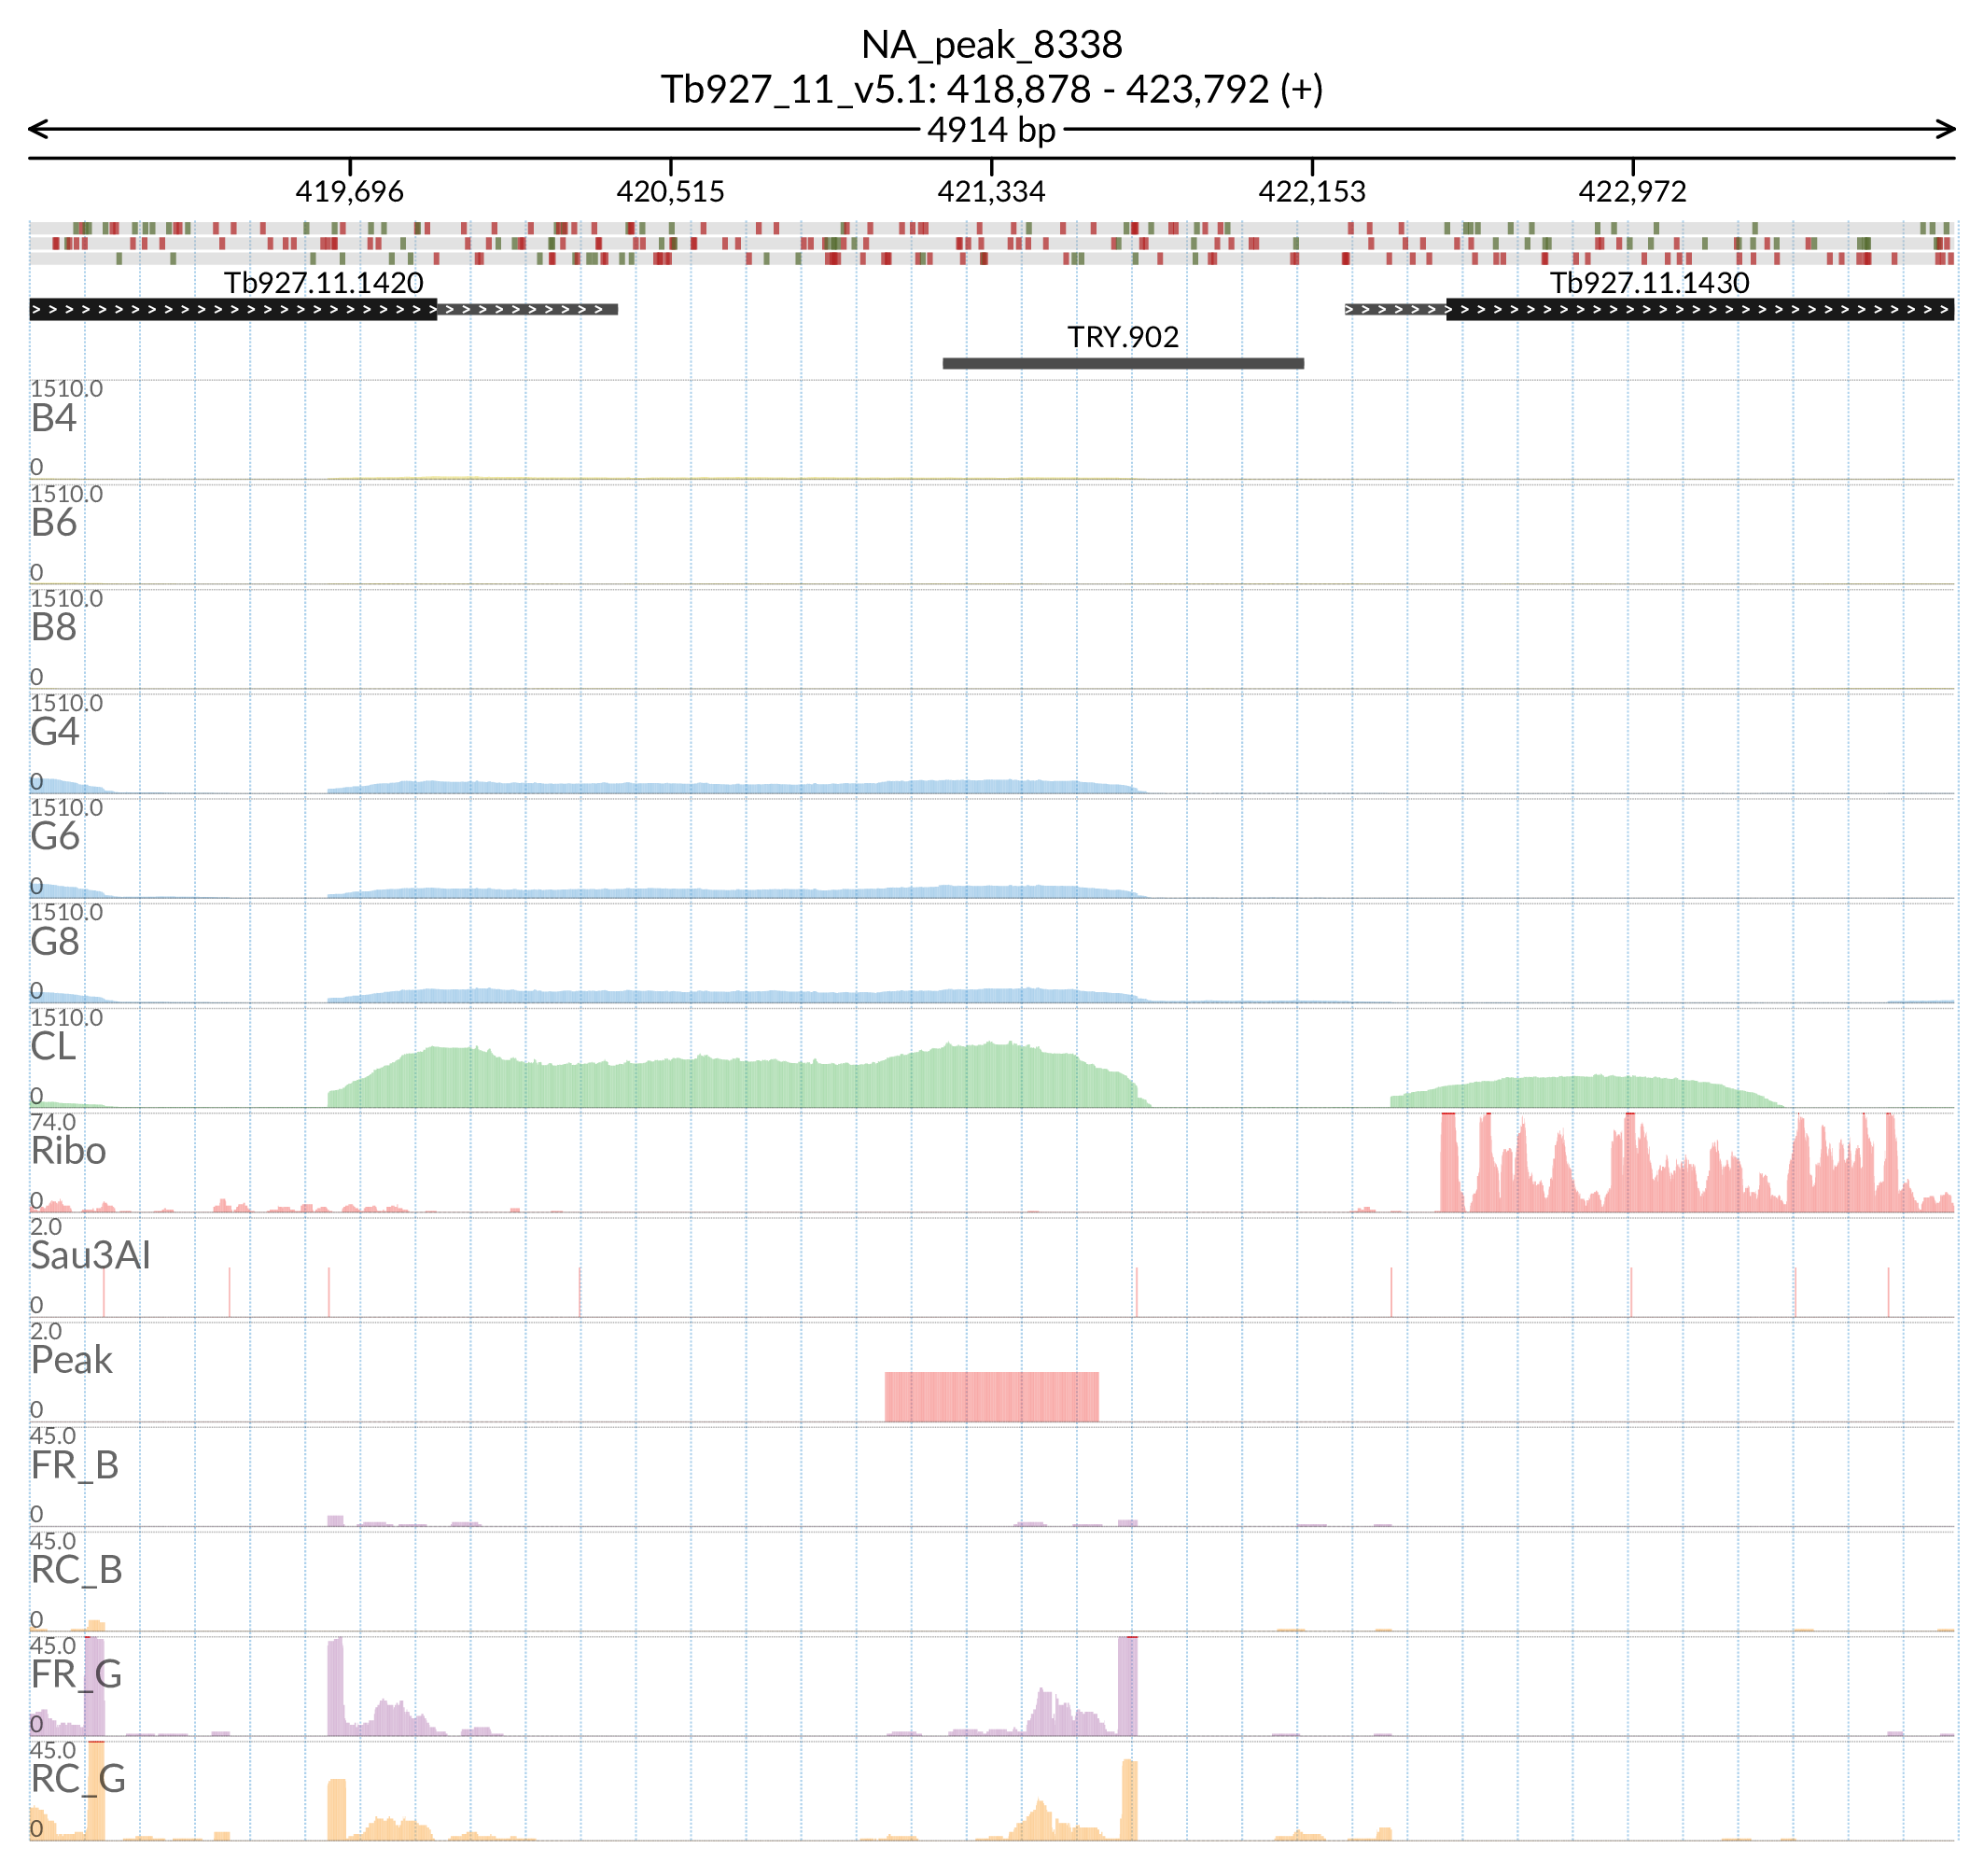 NA_peak_8338
Tb927_11_v5.1: 418,878 - 423,792 (+)
4914 bp
419,696 420,515 421,334 422,153 422,972
Tb927.11.1420 Tb927.11.1430
TRY.902
1510.0
B4
0
1510.0
B6
0
1510.0
B8
0
1510.0
G4
0
1510.0
G6
0
1510.0
G8
0
1510.0
CL
0
74.0
Ribo
0
2.0
Sau3AI
0
2.0
Peak
0
45.0
FR_B
0
45.0
RC_B
0
45.0
FR_G
0
45.0
RC_G
0